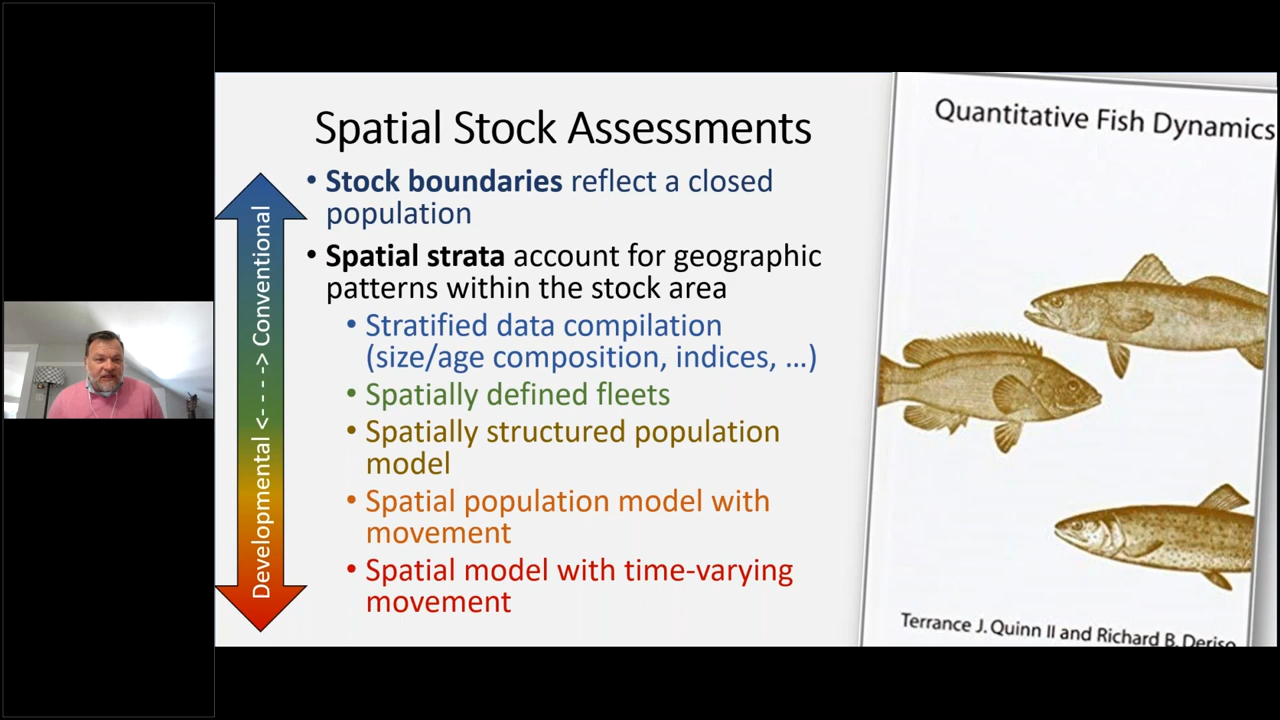 Spatial Stock Assessments
• Stock boundaries reflect a closed
population
• Spatial strata account for geographic
patterns within the stock area
• Stratified data compilation
(size/age composition, indices, ...)
• Spatially defined fleets
• Spatially structured population
model
• Spatial population model with
movement
• Spatial model with time-varying
movement
Developmental <----> Conventional
Quantitative Fish Dynamics
Terrance J. Quinn II and Richard B. Deriso